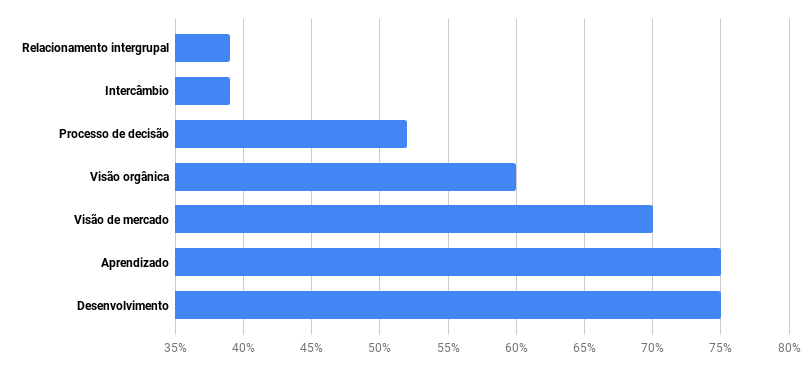 Relacionamento intergrupal
Intercâmbio
Processo de decisão
Visão orgânica
Visão de mercado
Aprendizado
Desenvolvimento
35% 40% 45% 50% 55% 60% 65% 70% 75% 80%